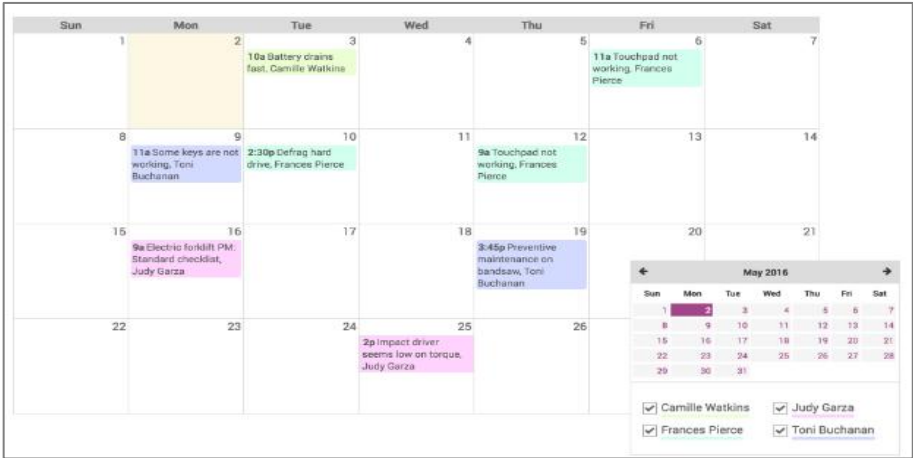 Sun Mon Tue Wed Thu Fri Sat
1 2 3 4 5 6 7
10a Battery drains
fast, Camille Watkins
11a Touchpad not
working, Frances
Pierce
8 9 10 11 12 13 14
11a Some keys are not
working, Toni
Buchanan
2:30p Defrag hard
drive, Frances Pierce
9a Touchpad not
working, Frances
Pierce
15 16 17 18 19 20 21
9a Electric forklift PM:
Standard checklist,
Judy Garza
3:45p Preventive
maintenance on
bandsaw, Toni
Buchanan
22 23 24 25 26
2p Impact driver
seems low on torque,
Judy Garza
May 2016
Sun Mon Tue Wed Thu Fri Sat
1 2 3 4 5 6 7
8 9 10 11 12 13 14
15 16 17 18 19 20 21
22 23 24 25 26 27 28
29 30 31
Camille Watkins Judy Garza
Frances Pierce Toni Buchanan